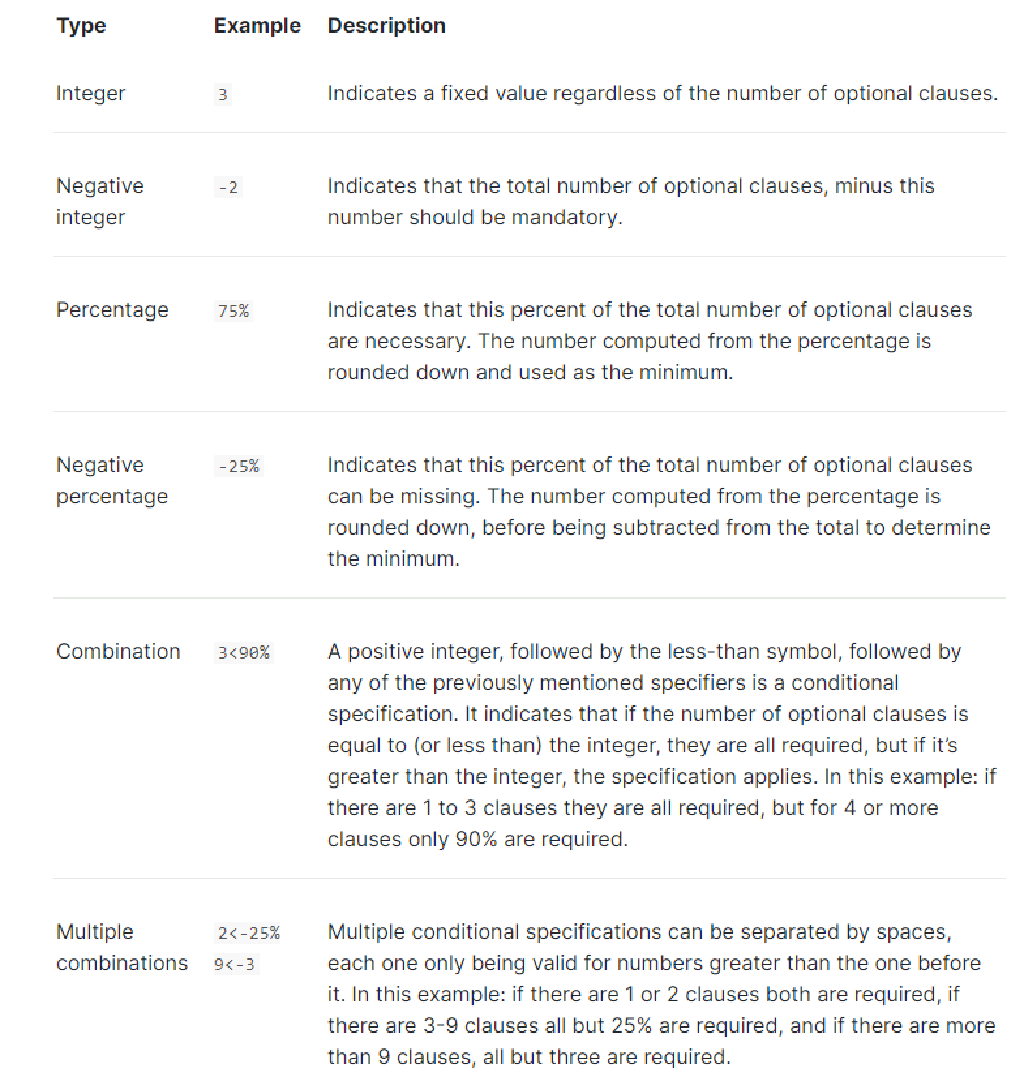 Type Example Description
Integer 3 Indicates a fixed value regardless of the number of optional clauses.
Negative -2 Indicates that the total number of optional clauses, minus this
integer number should be mandatory.
Percentage 75% Indicates that this percent of the total number of optional clauses
are necessary. The number computed from the percentage is
rounded down and used as the minimum.
Negative -25% Indicates that this percent of the total number of optional clauses
percentage can be missing. The number computed from the percentage is
rounded down, before being subtracted from the total to determine
the minimum.
Combination 3<90% A positive integer, followed by the less-than symbol, followed by
any of the previously mentioned specifiers is a conditional
specification. It indicates that if the number of optional clauses is
equal to (or less than) the integer, they are all required, but if it’s
greater than the integer, the specification applies. In this example: if
there are 1 to 3 clauses they are all required, but for 4 or more
clauses only 90% are required.
Multiple 2<-25% Multiple conditional specifications can be separated by spaces,
combinations 9<-3 each one only being valid for numbers greater than the one before
it. In this example: if there are 1 or 2 clauses both are required, if
there are 3-9 clauses all but 25% are required, and if there are more
than 9 clauses, all but three are required.